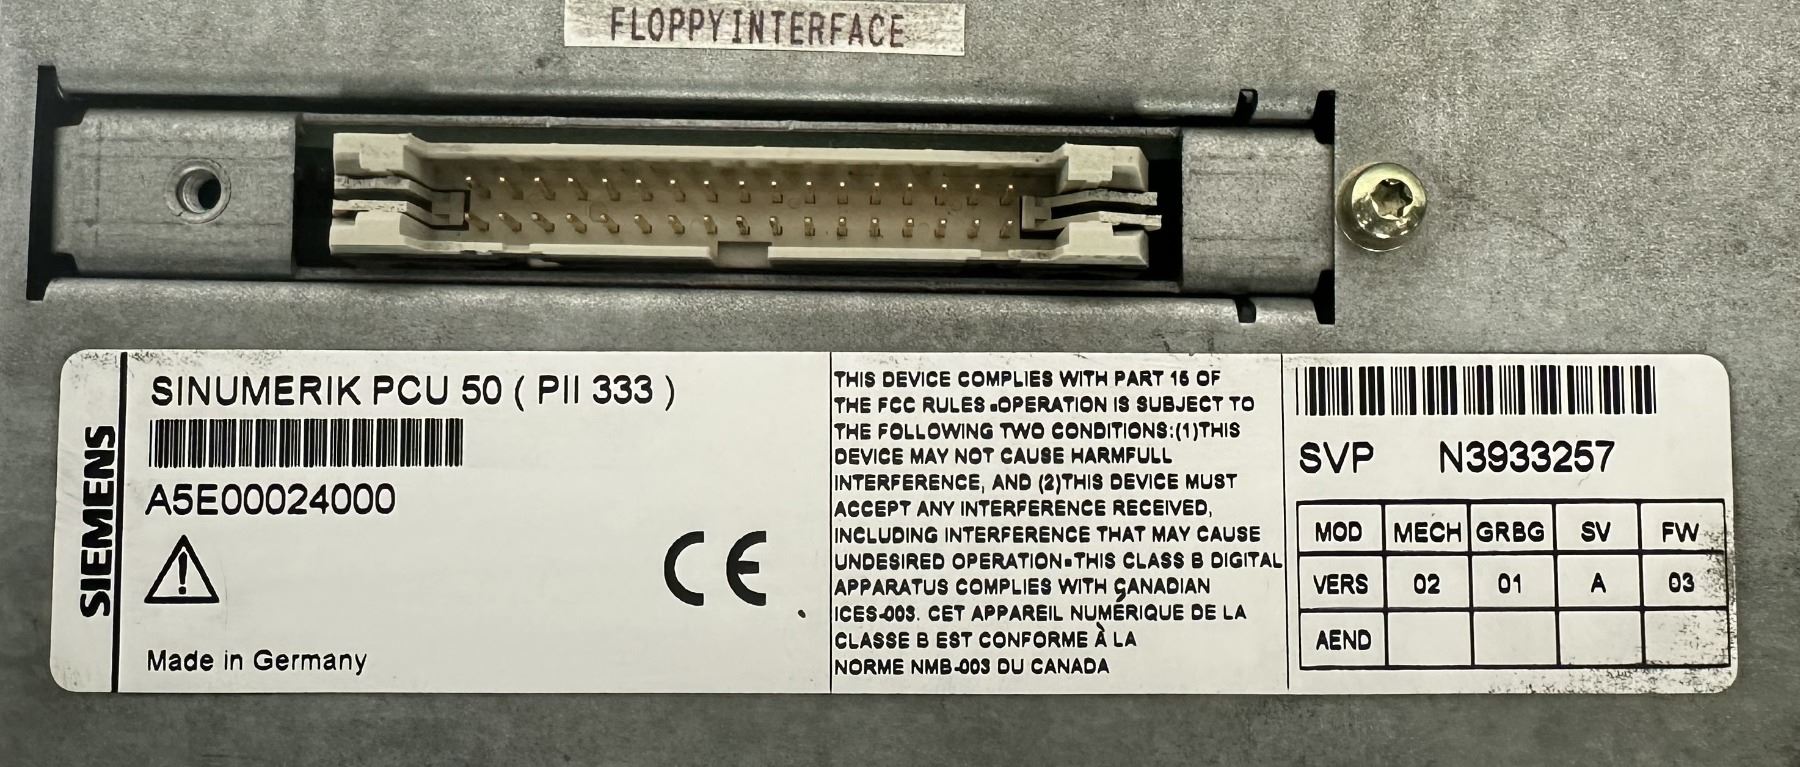 FLOPPY INTERFACE
SIEMENS
SINUMERIK PCU 50 ( PII 333 )
A5E00024000
CE
Made in Germany
THIS DEVICE COMPLIES WITH PART 15 OF
THE FCC RULES.OPERATION IS SUBJECT TO
THE FOLLOWING TWO CONDITIONS:(1)THIS
DEVICE MAY NOT CAUSE HARMFULL
INTERFERENCE, AND (2)THIS DEVICE MUST
ACCEPT ANY INTERFERENCE RECEIVED,
INCLUDING INTERFERENCE THAT MAY CAUSE
UNDESIRED OPERATION.THIS CLASS B DIGITAL
APPARATUS COMPLIES WITH CANADIAN
ICES-003. CET APPAREIL NUMÉRIQUE DE LA
CLASSE B EST CONFORME À LA
NORME NMB-003 DU CANADA
SVP N3933257
MOD MECH GRBG SV FW
VERS 02 01 A 03
AEND